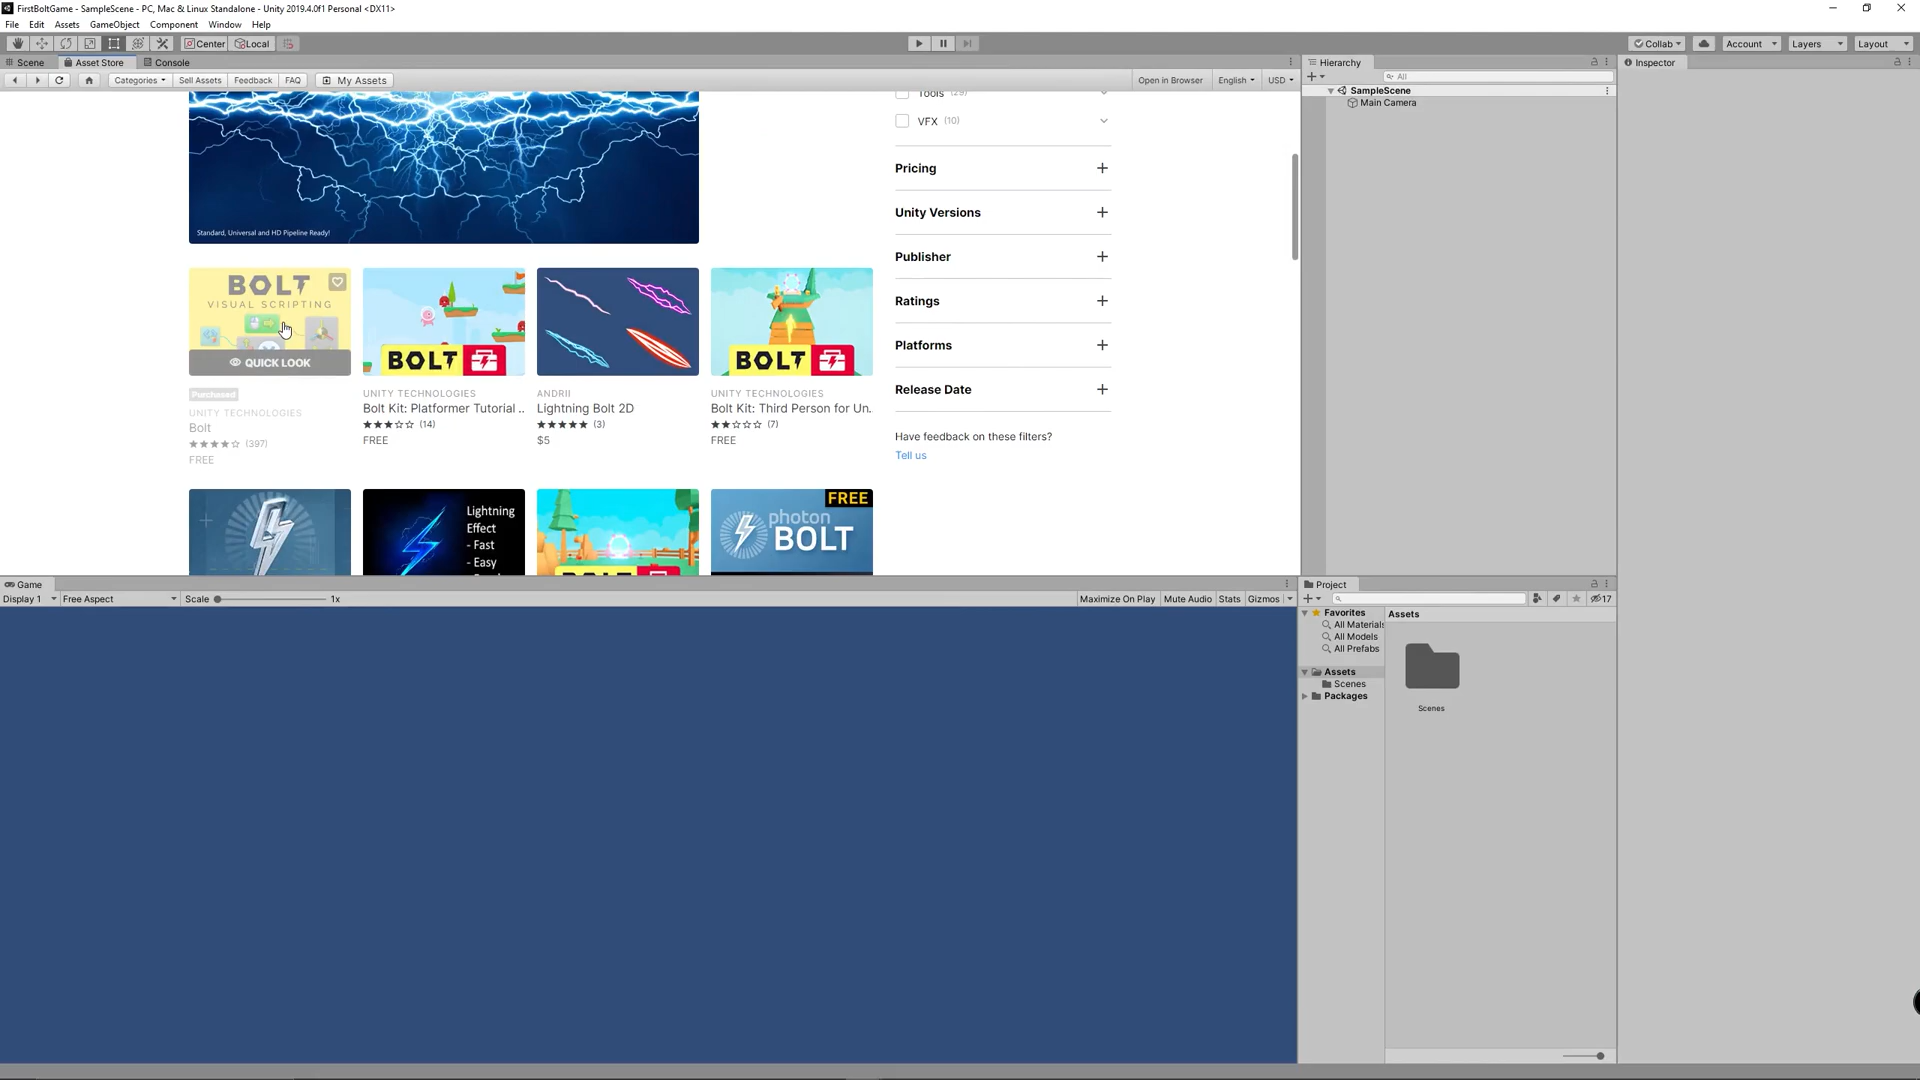 FirstBoltGame - SampleScene - PC, Mac & Linux Standalone - Unity 2019.4.0f1 Personal <DX11>
File Edit Assets GameObject Component Window Help
Center Local Collab Account Layers Layout
Scene Asset Store Console
Categories Sell Assets Feedback FAQ My Assets Open in Browser English USD
Tools (29)
VFX (10)
Pricing
Unity Versions
Publisher
Ratings
Platforms
Release Date
Have feedback on these filters?
Tell us
Standard, Universal and HD Pipeline Ready!
BOLT
VISUAL SCRIPTING
QUICK LOOK
Purchased
UNITY TECHNOLOGIES
Bolt
(397)
FREE
BOLT
UNITY TECHNOLOGIES
Bolt Kit: Platformer Tutorial ..
(14)
FREE
ANDRII
Lightning Bolt 2D
(3)
$5
BOLT
UNITY TECHNOLOGIES
Bolt Kit: Third Person for Un..
(7)
FREE
Lightning
Effect
- Fast
- Easy
FREE
photon
BOLT
Hierarchy
All
SampleScene
Main Camera
Inspector
Game
Display 1 Free Aspect Scale 1x Maximize On Play Mute Audio Stats Gizmos
Project
17
Favorites
All Materials
All Models
All Prefabs
Assets
Scenes
Packages
Assets
Scenes